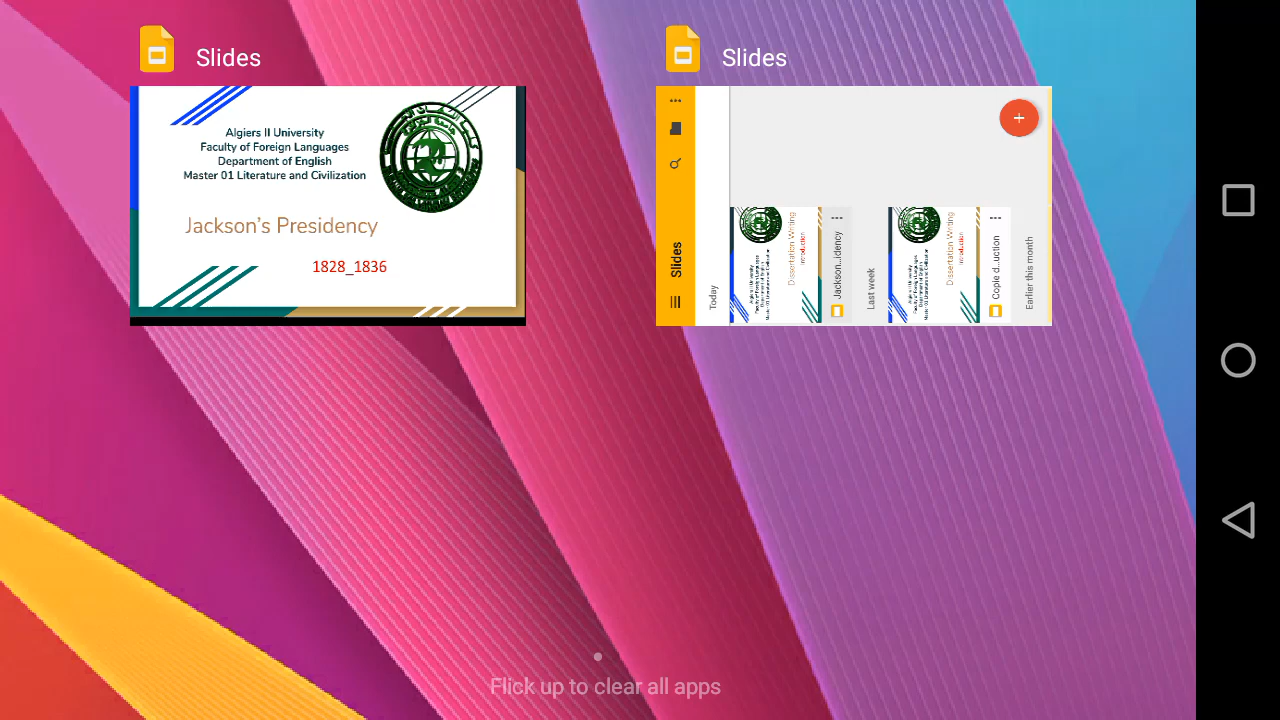 Slides
Algiers II University
Faculty of Foreign Languages
Department of English
Master 01 Literature and Civilization
Jackson's Presidency
1828_1836
Slides
Slides
Today
Dissertation Writing
Introduction
Jackson...idency
Last week
Dissertation Writing
Introduction
Copie d...uction
Earlier this month
Flick up to clear all apps